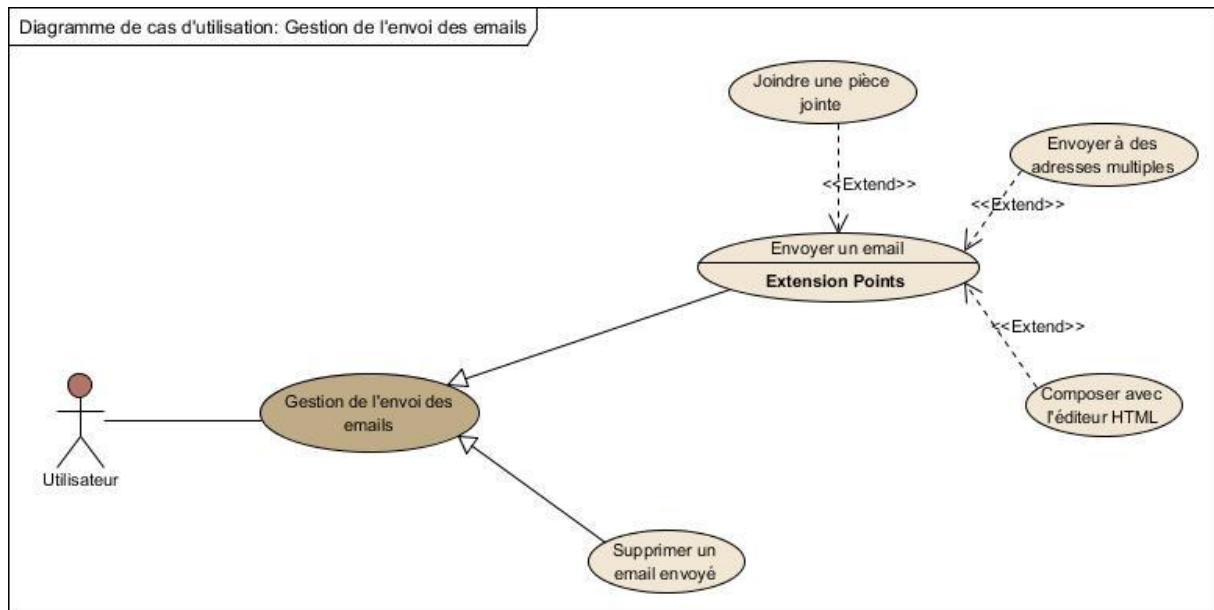 Diagramme de cas d'utilisation: Gestion de l'envoi des emails
Joindre une pièce
jointe
Envoyer à des
adresses multiples
<<Extend>>
<<Extend>>
Envoyer un email
Extension Points
<<Extend>>
Gestion de l'envoi des
emails
Composer avec
l'éditeur HTML
Utilisateur
Supprimer un
email envoyé